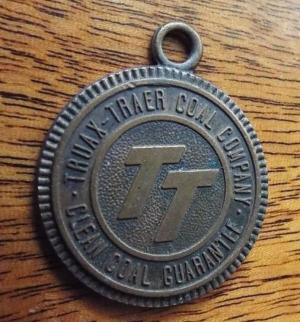 · TRUAX-TRAER COAL COMPANY ·
TT
CLEAN COAL GUARANTEE